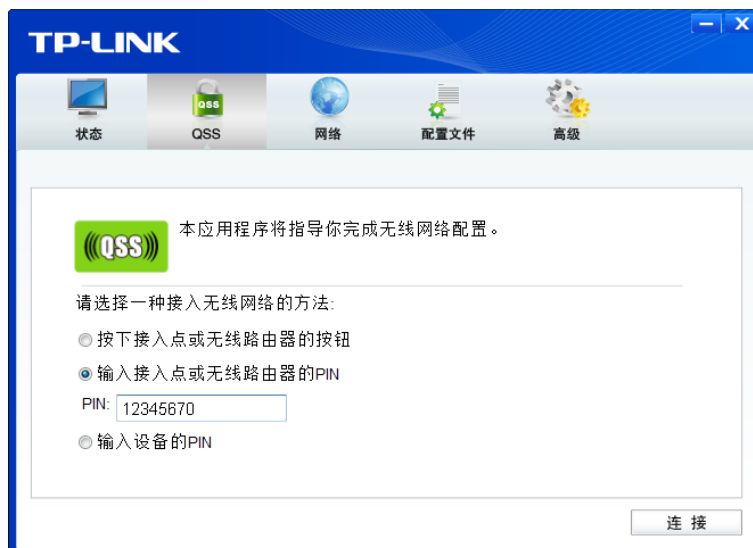 TP-LINK
状态
QSS
QSS
网络
配置文件
高级
QSS
本应用程序将指导你完成无线网络配置。
请选择一种接入无线网络的方法:
按下接入点或无线路由器的按钮
输入接入点或无线路由器的PIN
PIN: 12345670
输入设备的PIN
连 接